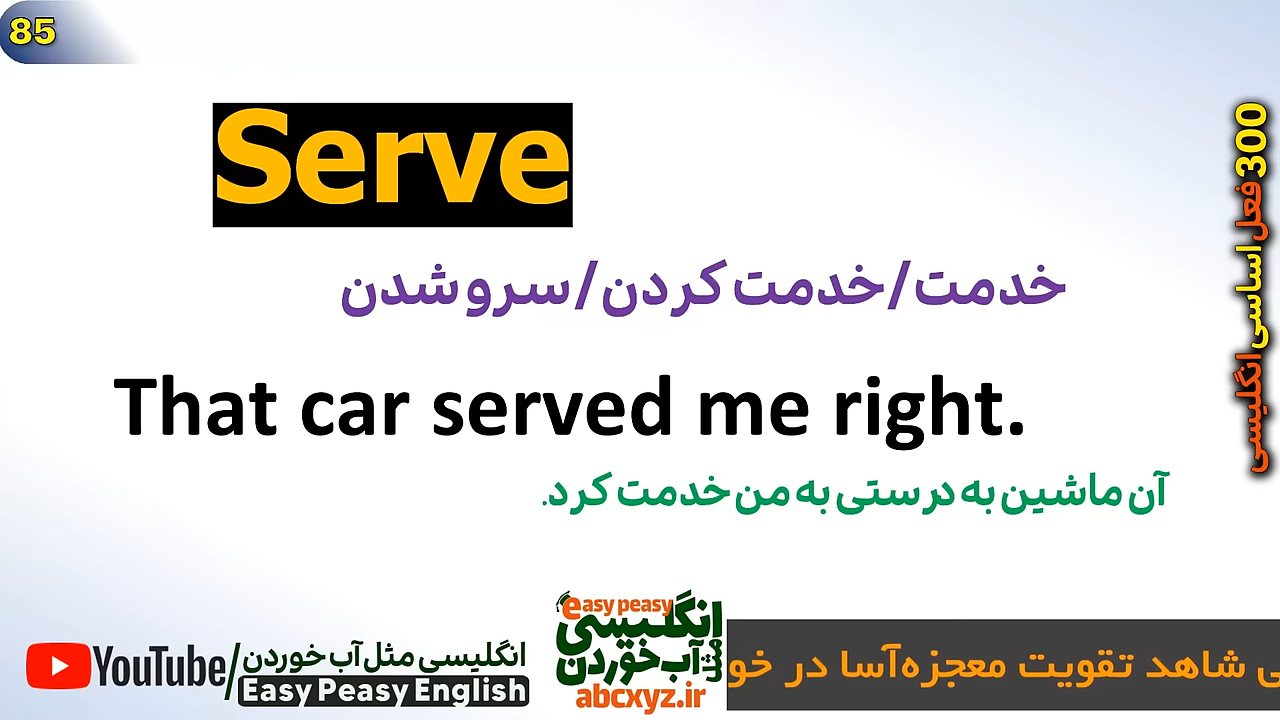 85
Serve
خدمت/خدمت کردن/سرو شدن
That car served me right.
آن ماشین به درستی به من خدمت کرد.
300 فعل اساسی انگلیسی
YouTube/انگلیسی مثل آب خوردن
Easy Peasy English
easy peasy
انگلیسی
مثل آب خوردن
abcxyz.ir
شاهد تقویت معجزه‌آسا در